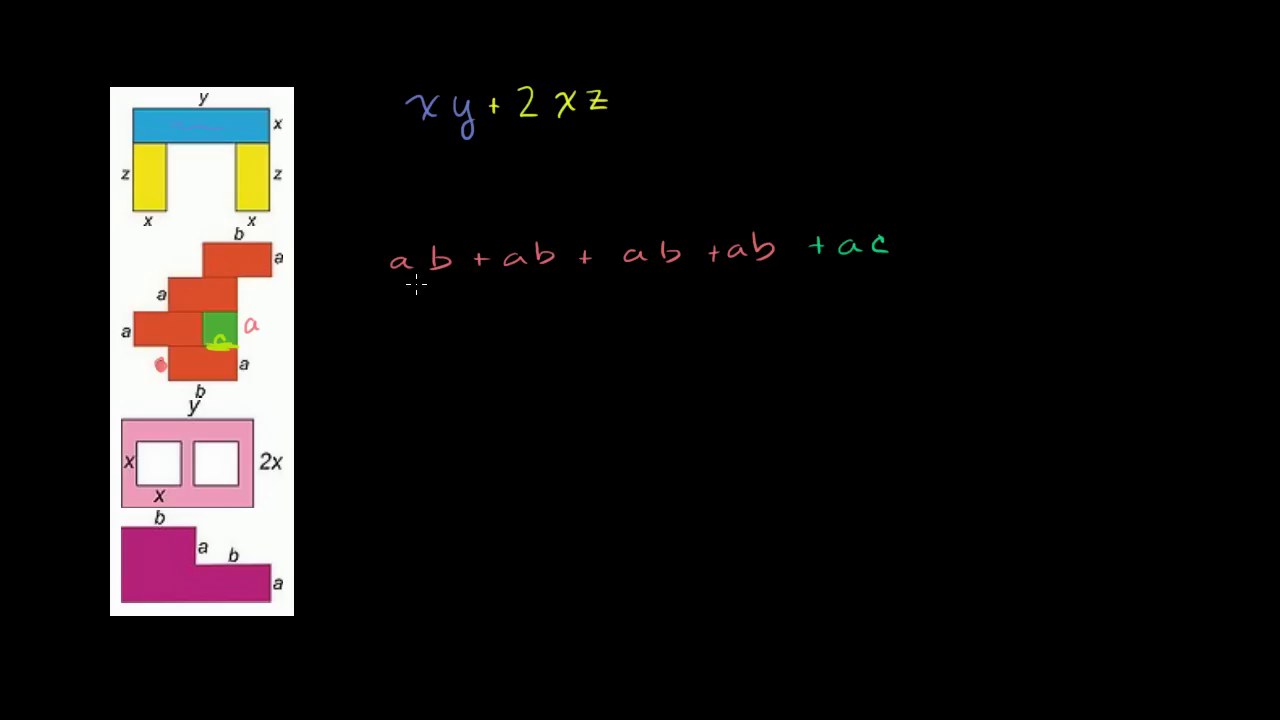 xy + 2xz
ab + ab + ab + ab + ac
y
x
z z
x x
b
a
a
a a
c
a
b
y
x 2x
x
b
a
b
a